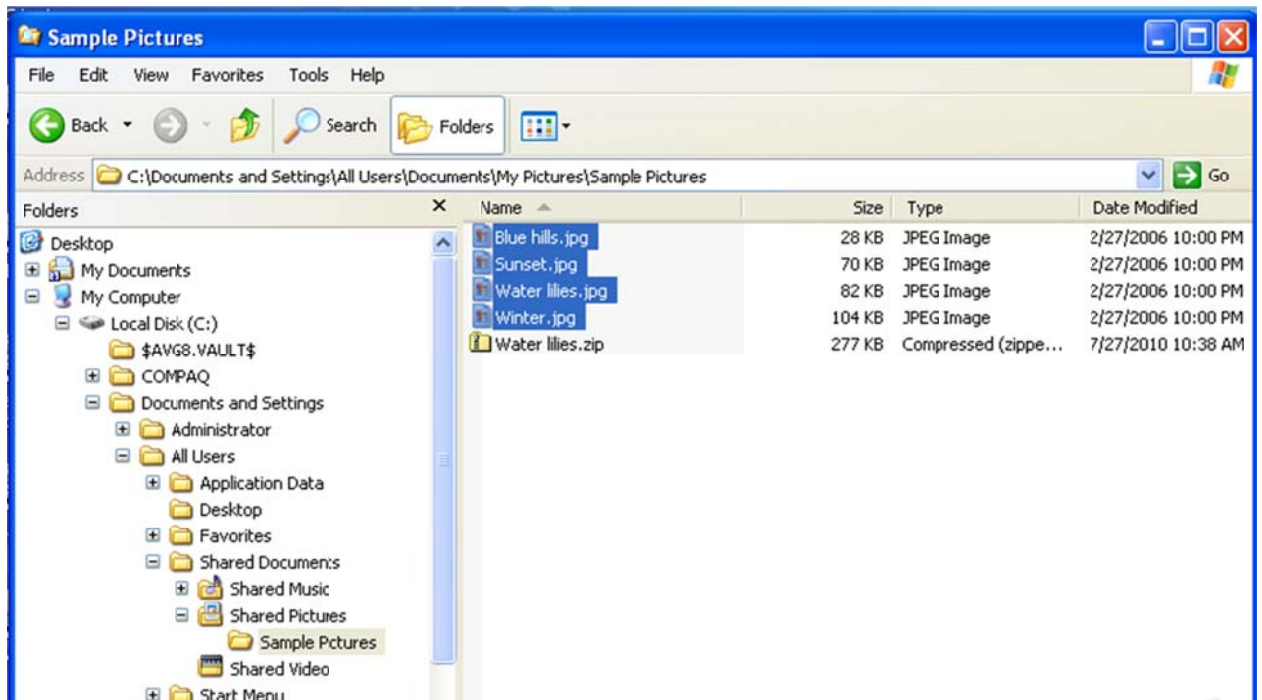 Sample Pictures
File Edit View Favorites Tools Help
Back Search Folders
Address C:\Documents and Settings\All Users\Documents\My Pictures\Sample Pictures Go
Folders
Desktop
My Documents
My Computer
Local Disk (C:)
$AVG8.VAULT$
COMPAQ
Documents and Settings
Administrator
All Users
Application Data
Desktop
Favorites
Shared Documents
Shared Music
Shared Pictures
Sample Pctures
Shared Video
Start Menu
Name Size Type Date Modified
Blue hills.jpg 28 KB JPEG Image 2/27/2006 10:00 PM
Sunset.jpg 70 KB JPEG Image 2/27/2006 10:00 PM
Water lilies.jpg 82 KB JPEG Image 2/27/2006 10:00 PM
Winter.jpg 104 KB JPEG Image 2/27/2006 10:00 PM
Water lilies.zip 277 KB Compressed (zippe... 7/27/2010 10:38 AM